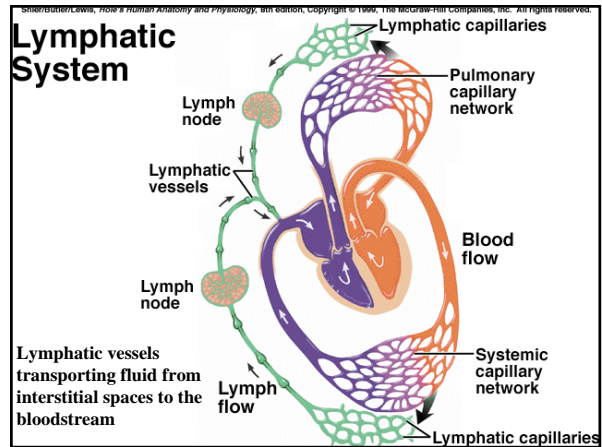 Shier/Butler/Lewis, Hole's Human Anatomy and Physiology, 8th edition, Copyright © 1999, The McGraw-Hill Companies, Inc. All rights reserved.
Lymphatic
System
Lymphatic capillaries
Pulmonary
capillary
network
Lymph
node
Lymphatic
vessels
Blood
flow
Lymph
node
Lymphatic vessels
transporting fluid from
interstitial spaces to the
bloodstream
Lymph
flow
Systemic
capillary
network
Lymphatic capillaries